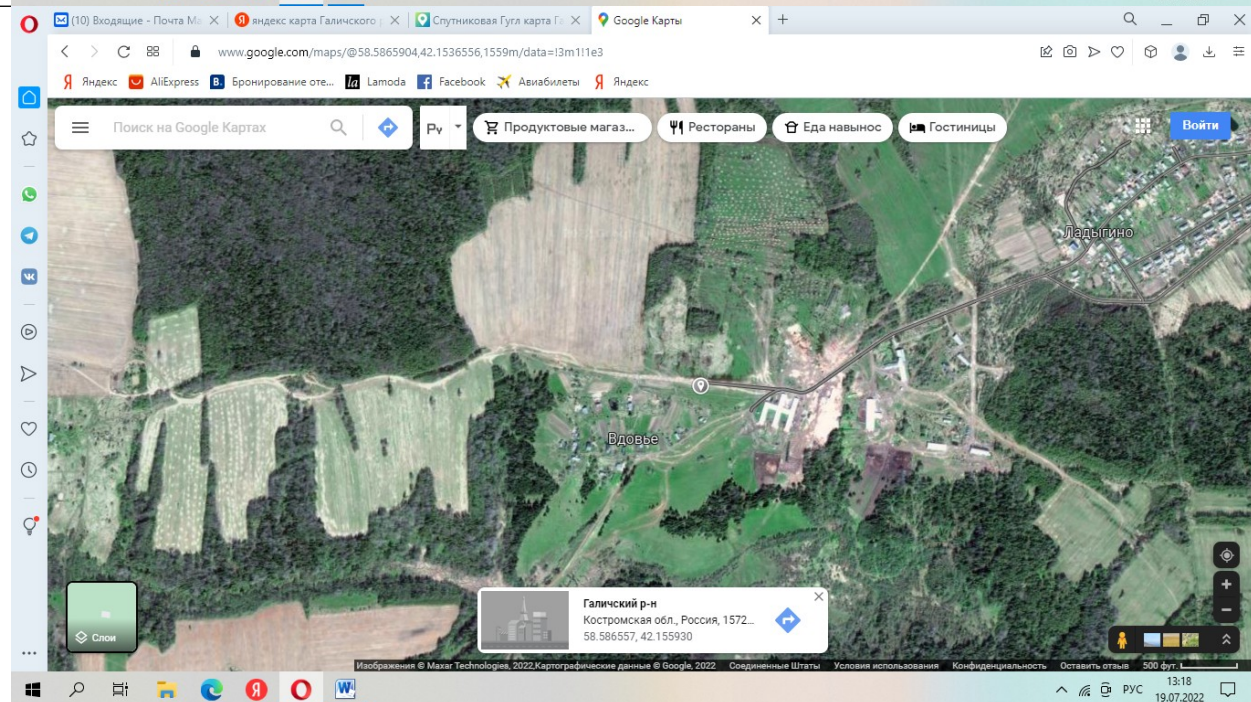 (10) Входящие - Почта Ma
яндекс карта Галичского р
Спутниковая Гугл карта Га
Google Карты
www.google.com/maps/@58.5865904,42.1536556,1559m/data=!3m1!1e3
Яндекс
AliExpress
B.
Бронирование оте...
la
Lamoda
Facebook
Авиабилеты
Яндекс
Поиск на Google Картах
Продуктовые магаз...
Рестораны
Еда навынос
Гостиницы
Войти
Ладыгино
Вдовье
Слои
Галичский р-н
Костромская обл., Россия, 1572...
58.586557, 42.155930
Изображения © Maxar Technologies, 2022,Картографические данные © Google, 2022 Соединенные Штаты Условия использования Конфиденциальность Оставить отзыв 500 фут.
РУС
13:18
19.07.2022